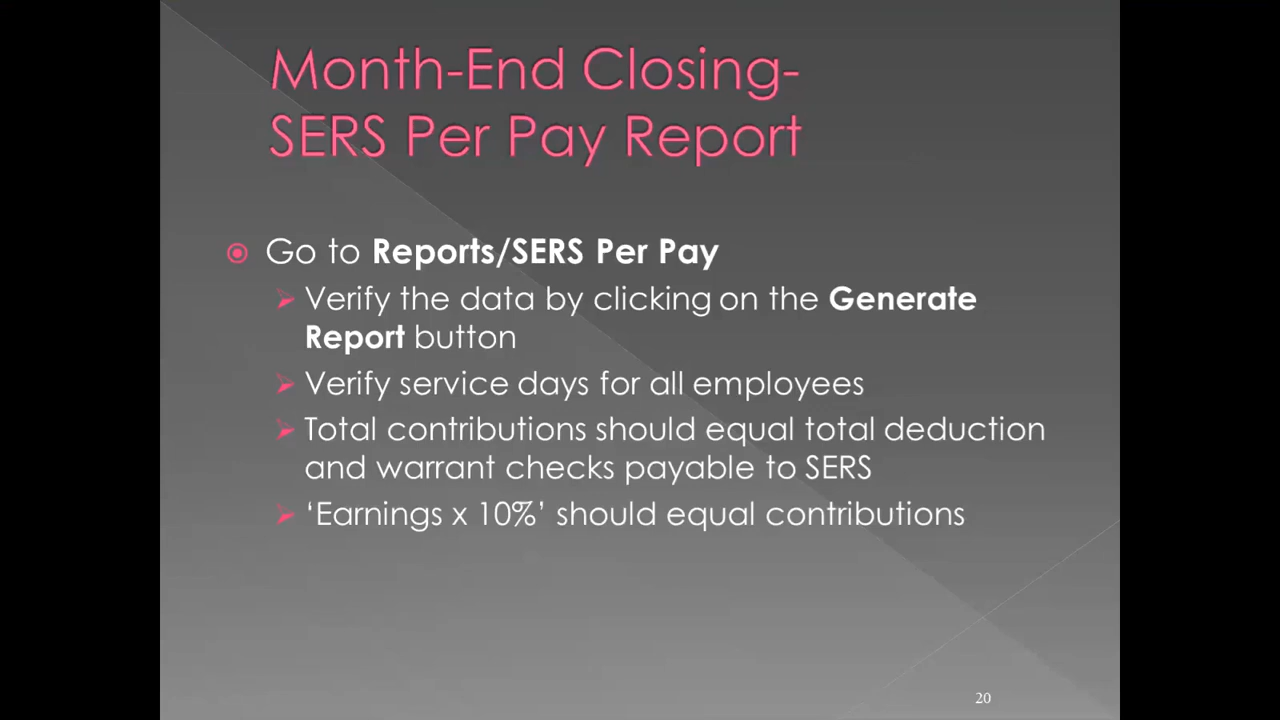 Month-End Closing-
SERS Per Pay Report
Go to Reports/SERS Per Pay
Verify the data by clicking on the Generate
Report button
Verify service days for all employees
Total contributions should equal total deduction
and warrant checks payable to SERS
‘Earnings x 10%’ should equal contributions
20